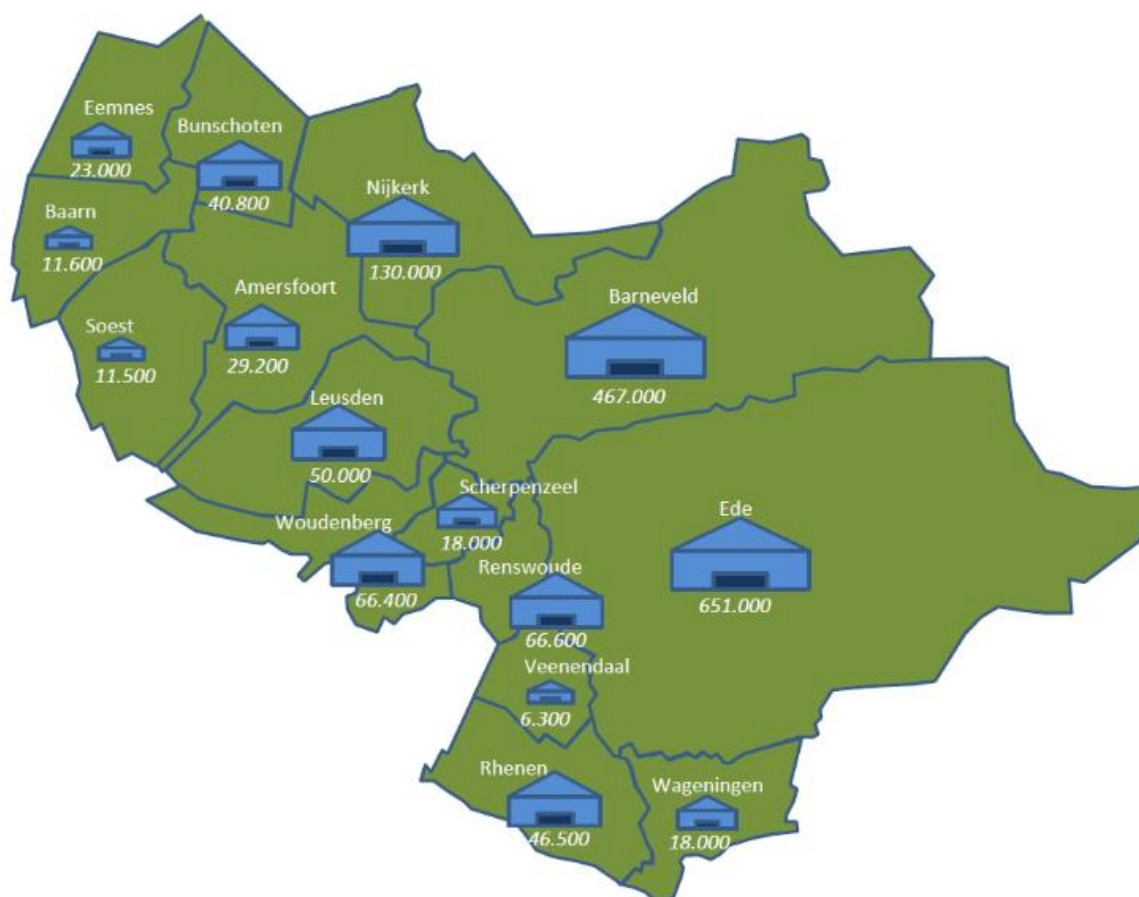 Eemnes
23.000
Bunschoten
40.800
Baarn
11.600
Nijkerk
130.000
Amersfoort
29.200
Soest
11.500
Barneveld
467.000
Leusden
50.000
Scherpenzeel
18.000
Woudenberg
66.400
Ede
651.000
Renswoude
66.600
Veenendaal
6.300
Rhenen
46.500
Wageningen
18.000